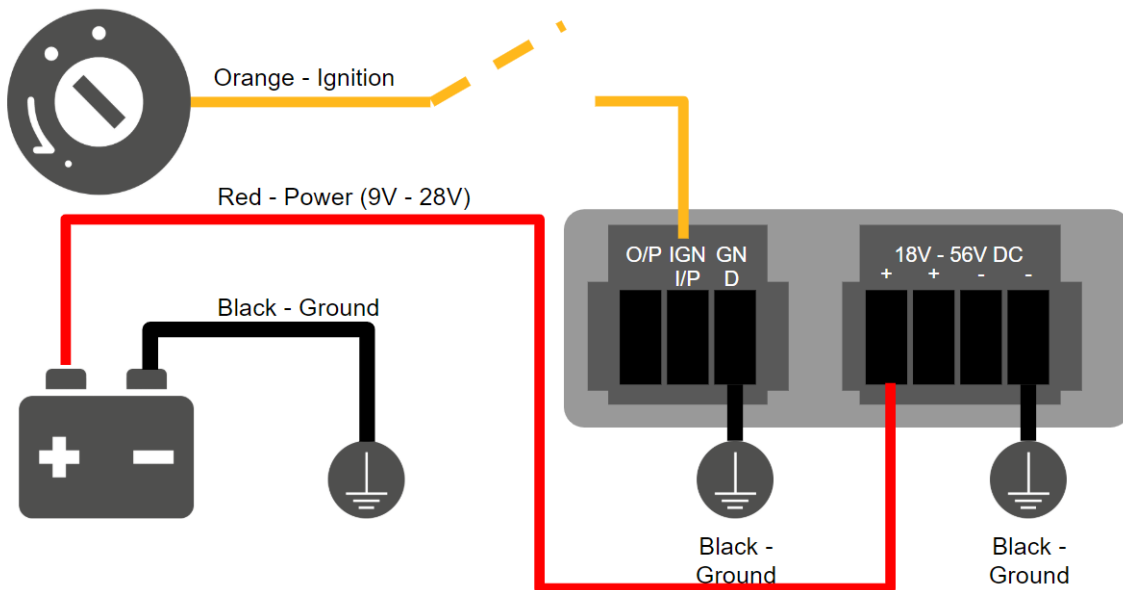 Orange - Ignition
Red - Power (9V - 28V)
Black - Ground
O/P IGN GN
I/P D
18V - 56V DC
+ + - -
Black -
Ground
Black -
Ground